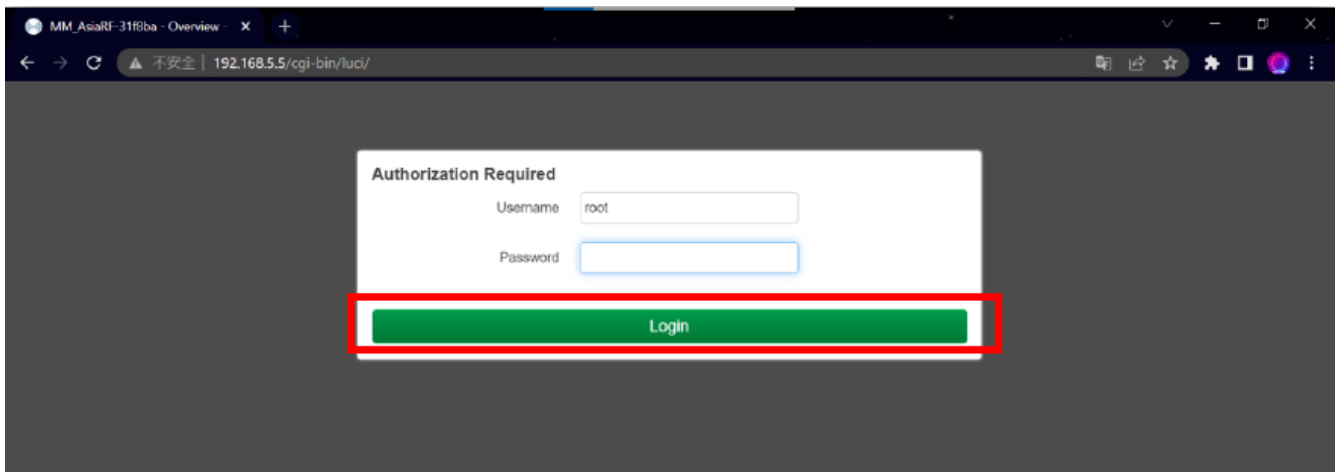 MM_AsiaRF-31f8ba - Overview -
不安全 192.168.5.5/cgi-bin/luci/
Authorization Required
Username root
Password
Login